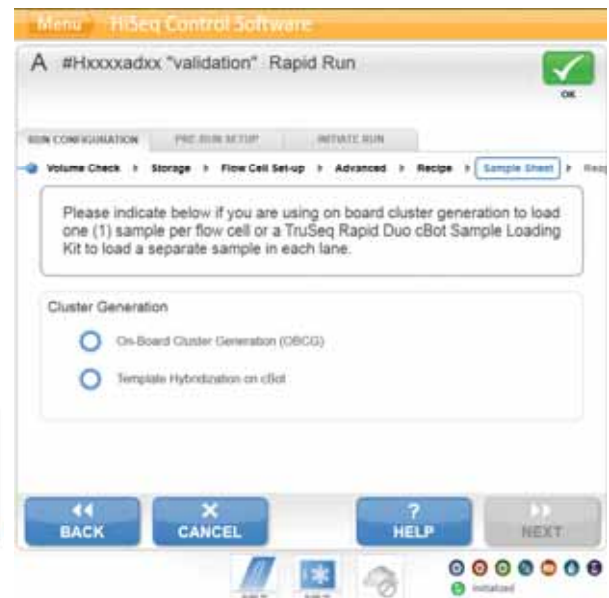 Menu HiSeq Control Software
A #Hxxxxadxx "validation" Rapid Run
OK
RUN CONFIGURATION PRE-RUN SETUP INITIATE RUN
Volume Check Storage Flow Cell Set-up Advanced Recipe Sample Sheet Reag
Please indicate below if you are using on board cluster generation to load
one (1) sample per flow cell or a TruSeq Rapid Duo cBot Sample Loading
Kit to load a separate sample in each lane.
Cluster Generation
On-Board Cluster Generation (OBCG)
Template Hybridization on cBot
BACK CANCEL ? HELP NEXT
Initialized